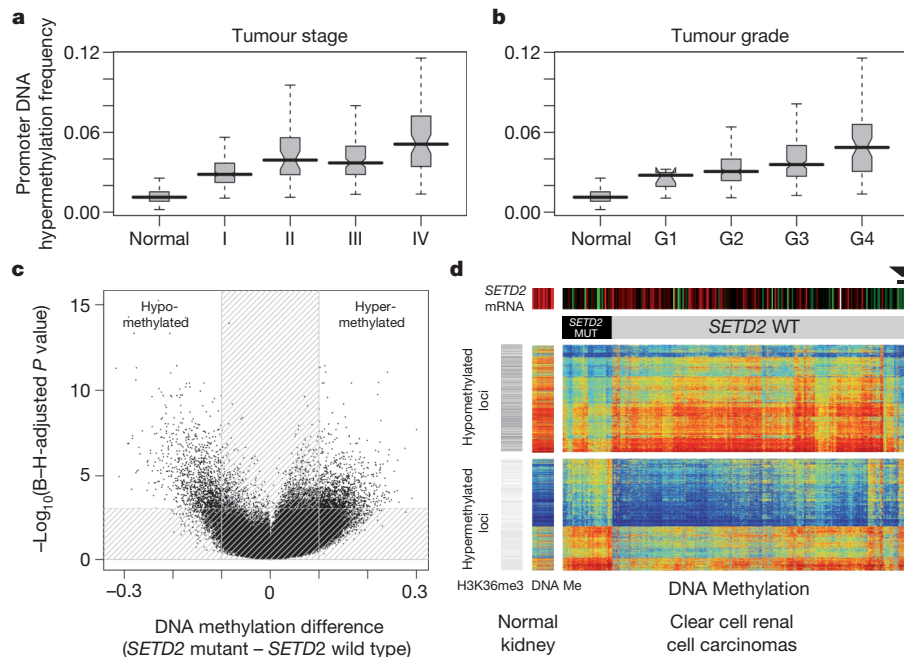 a
Tumour stage
Promoter DNA
hypermethylation frequency
0.12
0.06
0.00
Normal I II III IV
b
Tumour grade
0.12
0.06
0.00
Normal G1 G2 G3 G4
c
Hypo-
methylated
Hyper-
methylated
–Log10(B–H-adjusted P value)
15
10
5
0
–0.3 0 0.3
DNA methylation difference
(SETD2 mutant – SETD2 wild type)
d
SETD2
mRNA
SETD2
MUT
SETD2 WT
Hypomethylated
loci
Hypermethylated
loci
H3K36me3 DNA Me
DNA Methylation
Normal
kidney
Clear cell renal
cell carcinomas